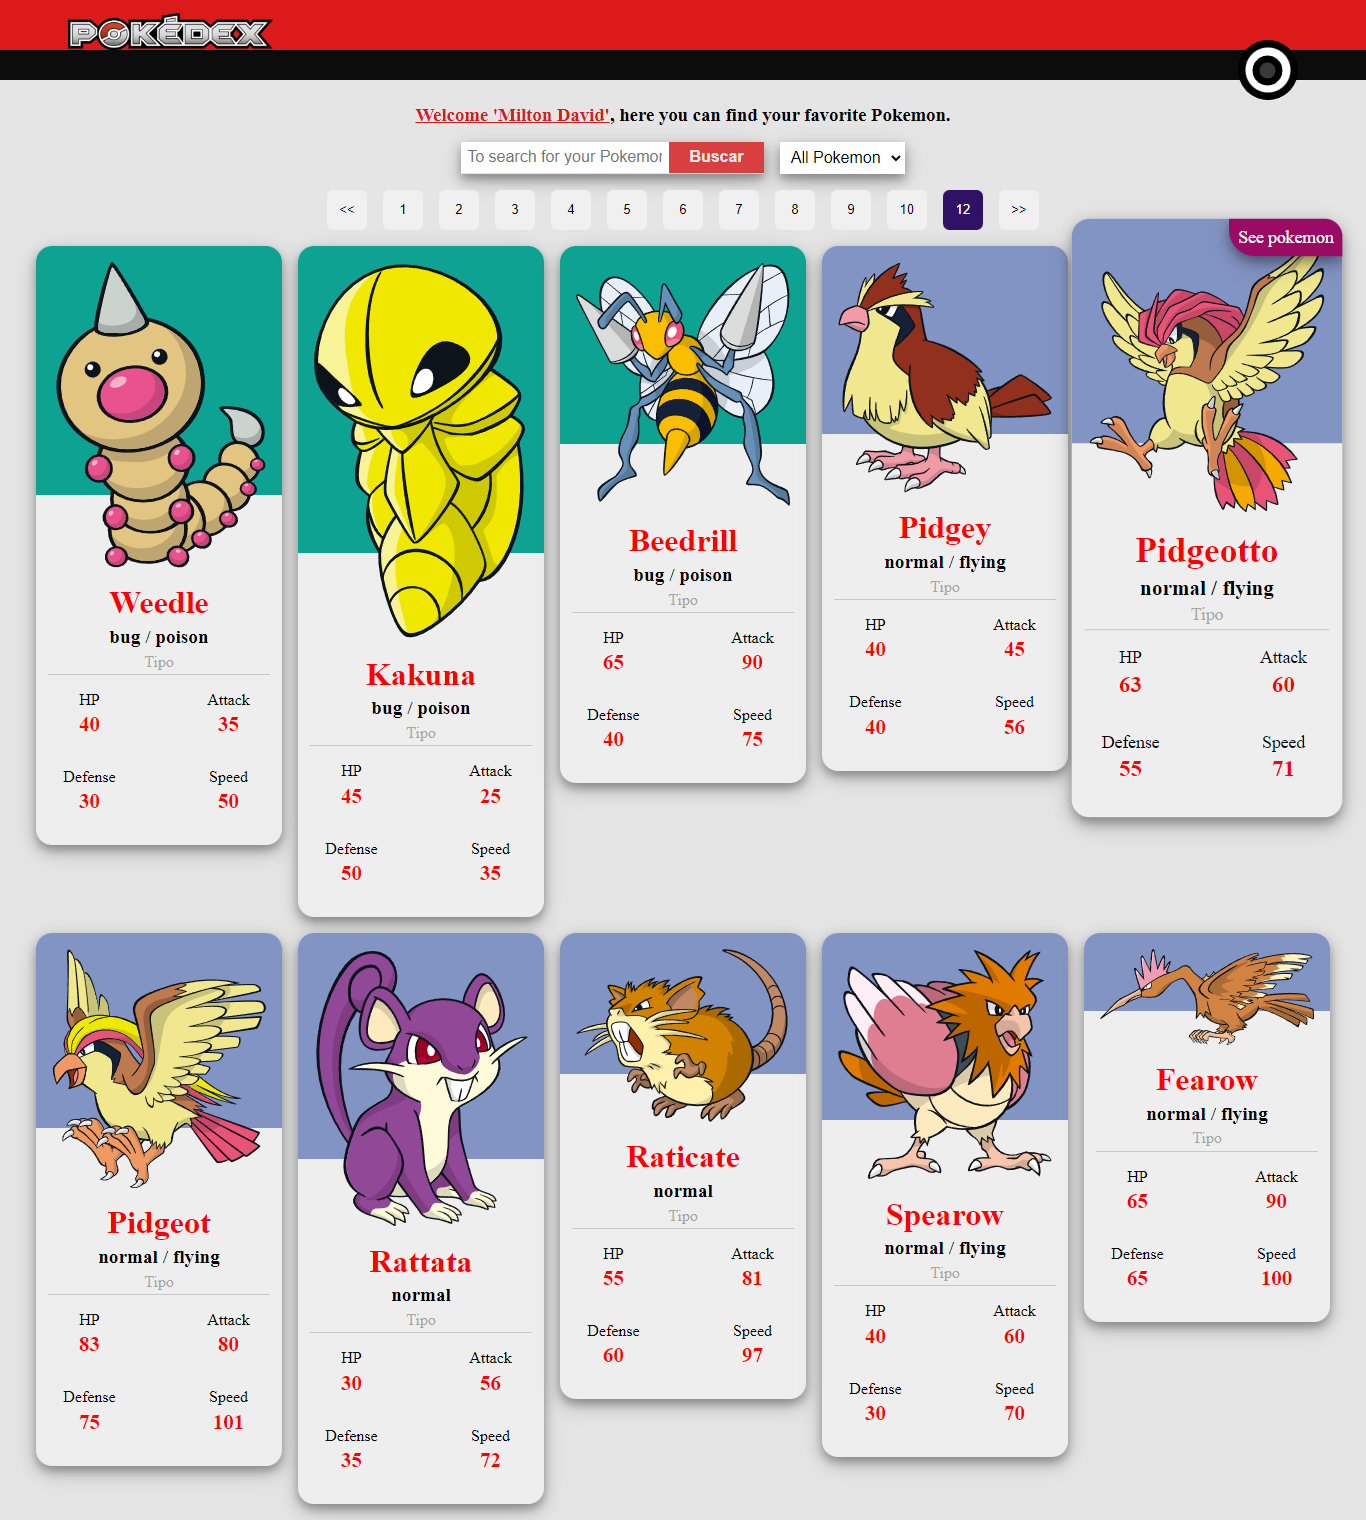 POKÉDEX
Welcome 'Milton David', here you can find your favorite Pokemon.
To search for your Pokemon Buscar All Pokemon
<< 1 2 3 4 5 6 7 8 9 10 12 >>
See pokemon
Weedle
bug / poison
Tipo
HP Attack
40 35
Defense Speed
30 50
Kakuna
bug / poison
Tipo
HP Attack
45 25
Defense Speed
50 35
Beedrill
bug / poison
Tipo
HP Attack
65 90
Defense Speed
40 75
Pidgey
normal / flying
Tipo
HP Attack
40 45
Defense Speed
40 56
Pidgeotto
normal / flying
Tipo
HP Attack
63 60
Defense Speed
55 71
Pidgeot
normal / flying
Tipo
HP Attack
83 80
Defense Speed
75 101
Rattata
normal
Tipo
HP Attack
30 56
Defense Speed
35 72
Raticate
normal
Tipo
HP Attack
55 81
Defense Speed
60 97
Spearow
normal / flying
Tipo
HP Attack
40 60
Defense Speed
30 70
Fearow
normal / flying
Tipo
HP Attack
65 90
Defense Speed
65 100